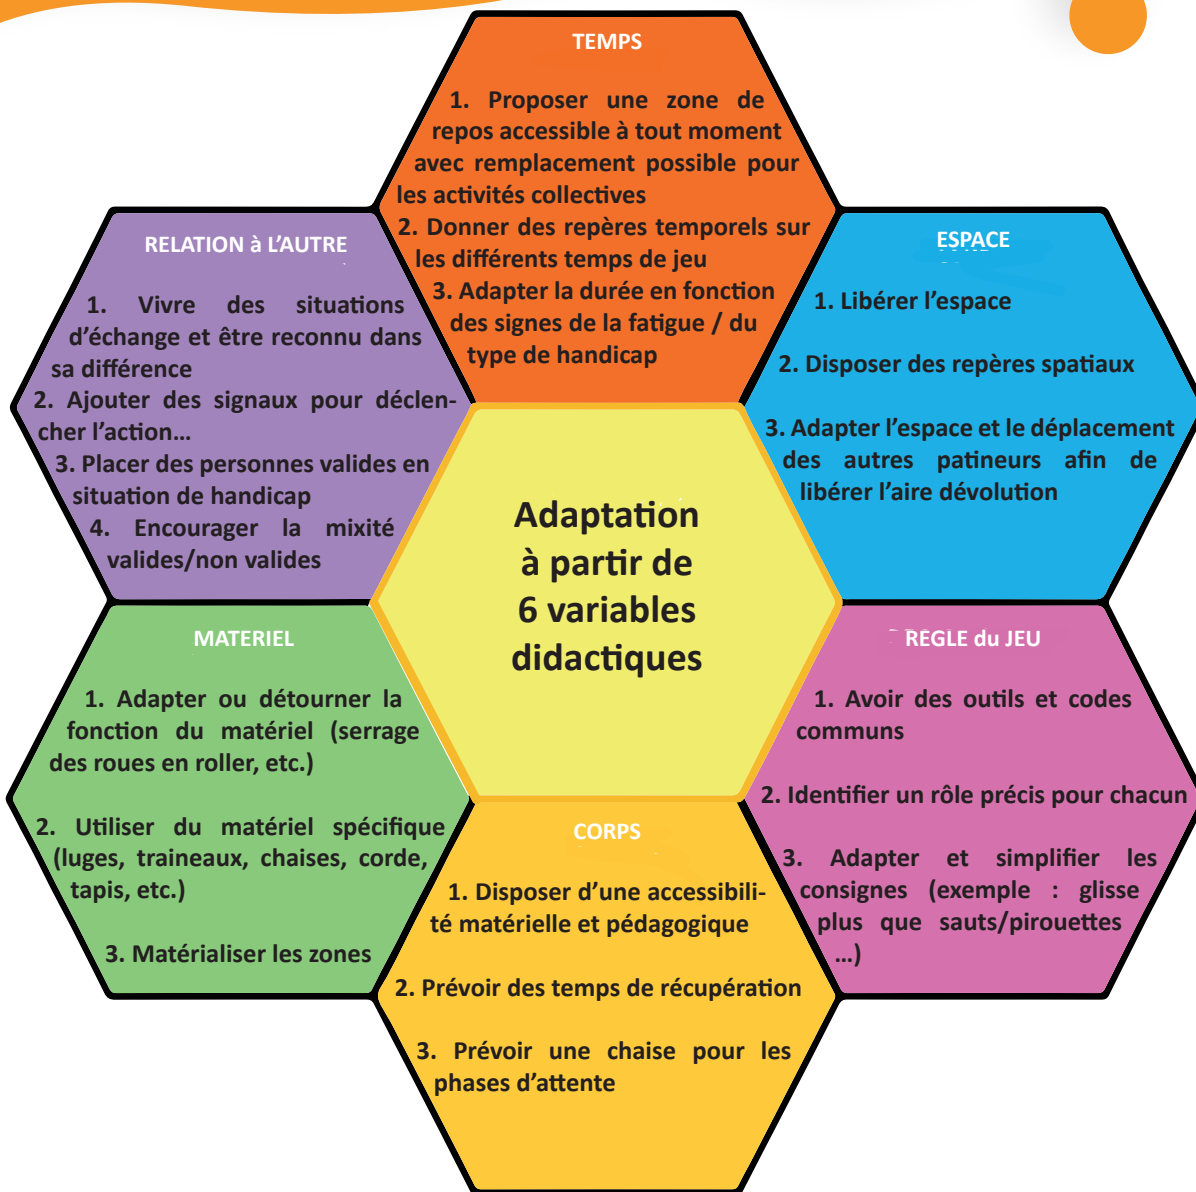 TEMPS
1. Proposer une zone de
repos accessible à tout moment
avec remplacement possible pour
les activités collectives
2. Donner des repères temporels sur
les différents temps de jeu
3. Adapter la durée en fonction
des signes de la fatigue / du
type de handicap
RELATION à L'AUTRE
1. Vivre des situations
d'échange et être reconnu dans
sa différence
2. Ajouter des signaux pour déclen-
cher l'action…
3. Placer des personnes valides en
situation de handicap
4. Encourager la mixité
valides/non valides
ESPACE
1. Libérer l'espace
2. Disposer des repères spatiaux
3. Adapter l'espace et le déplacement
des autres patineurs afin de
libérer l'aire dévolution
Adaptation
à partir de
6 variables
didactiques
MATERIEL
1. Adapter ou détourner la
fonction du matériel (serrage
des roues en roller, etc.)
2. Utiliser du matériel spécifique
(luges, traineaux, chaises, corde,
tapis, etc.)
3. Matérialiser les zones
REGLE du JEU
1. Avoir des outils et codes
communs
2. Identifier un rôle précis pour chacun
3. Adapter et simplifier les
consignes (exemple : glisse
plus que sauts/pirouettes
…)
CORPS
1. Disposer d'une accessibili-
té matérielle et pédagogique
2. Prévoir des temps de récupération
3. Prévoir une chaise pour les
phases d'attente